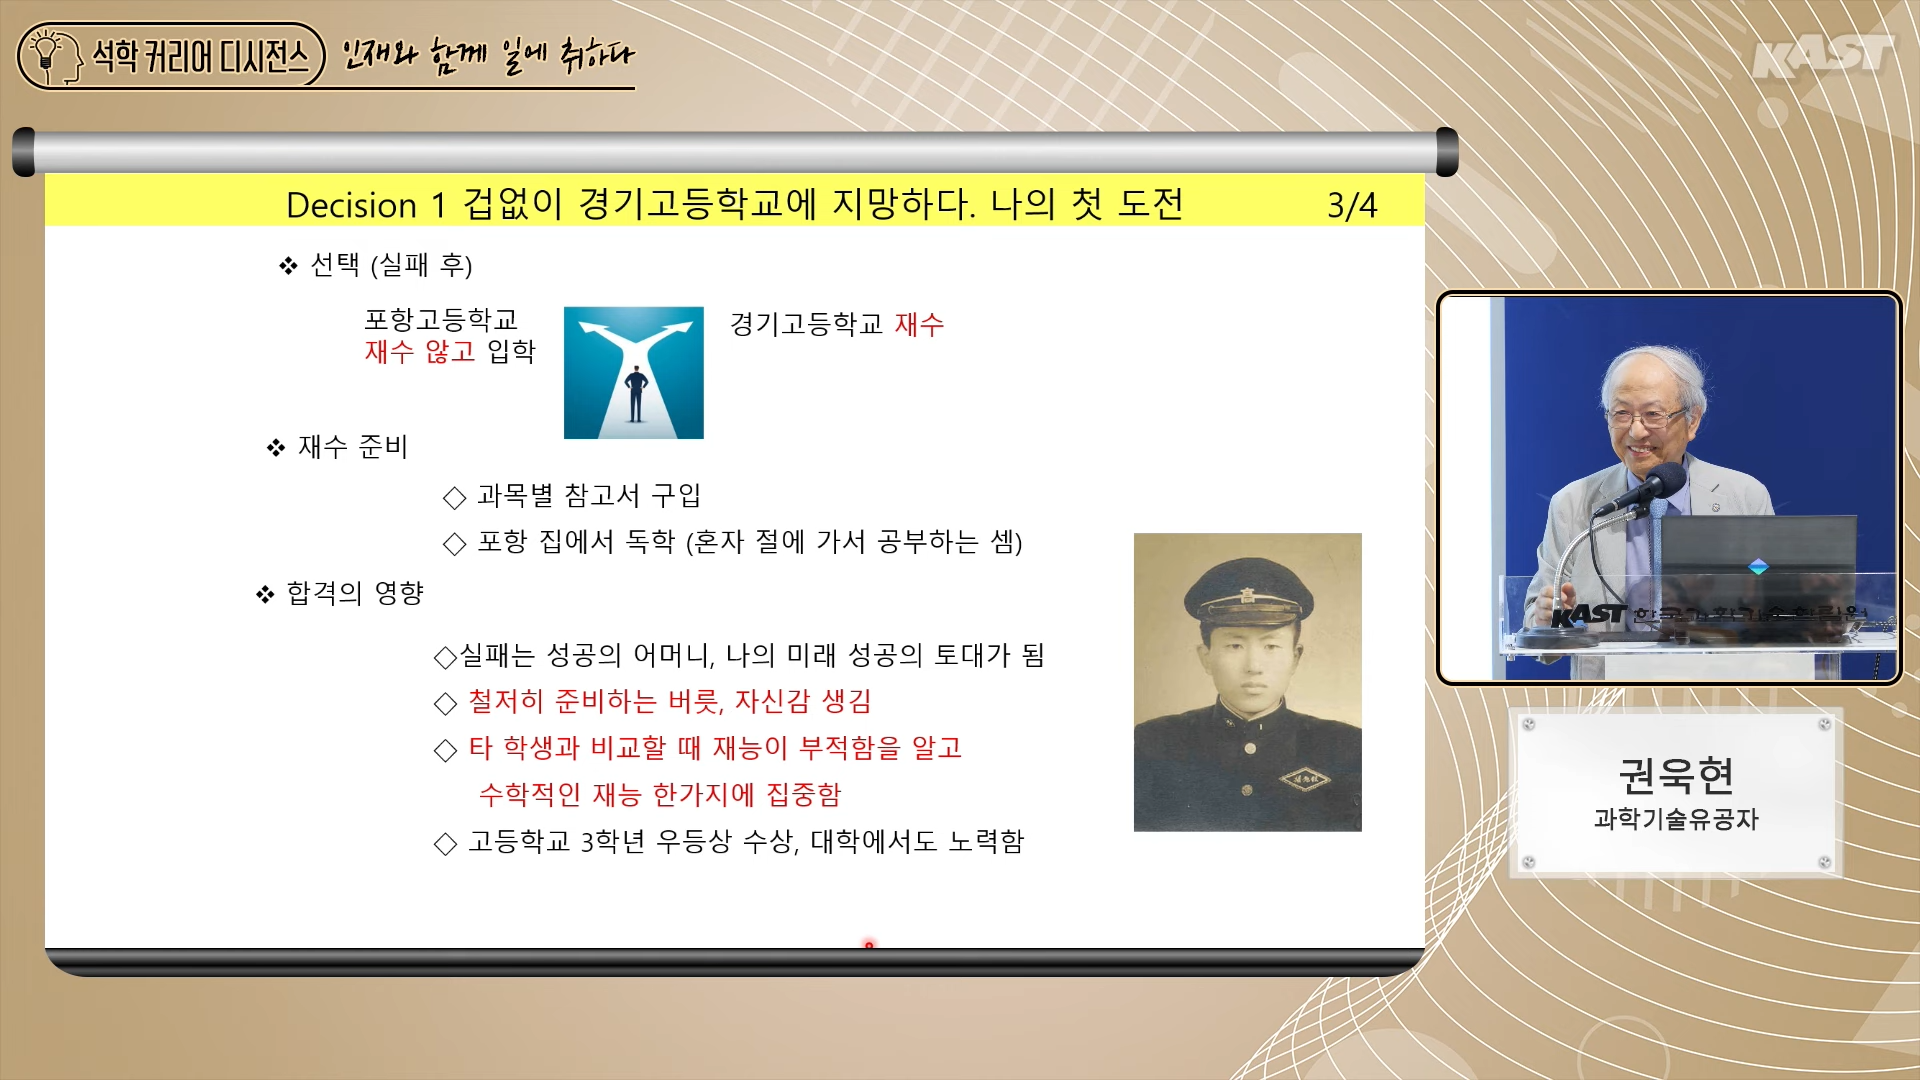 석학 커리어 디시전스 인재와 함께 일에 취하다
KAST
Decision 1 겁없이 경기고등학교에 지망하다. 나의 첫 도전 3/4
❖ 선택 (실패 후)
포항고등학교
재수 않고 입학
경기고등학교 재수
❖ 재수 준비
◇ 과목별 참고서 구입
◇ 포항 집에서 독학 (혼자 절에 가서 공부하는 셈)
❖ 합격의 영향
◇실패는 성공의 어머니, 나의 미래 성공의 토대가 됨
◇ 철저히 준비하는 버릇, 자신감 생김
◇ 타 학생과 비교할 때 재능이 부적함을 알고
수학적인 재능 한가지에 집중함
◇ 고등학교 3학년 우등상 수상, 대학에서도 노력함
高
KAST 한국과학기술한림원
권욱현
과학기술유공자